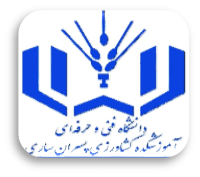 دانشگاه فنی و حرفه‌ای
آموزشکده کشاورزی پسران ساری